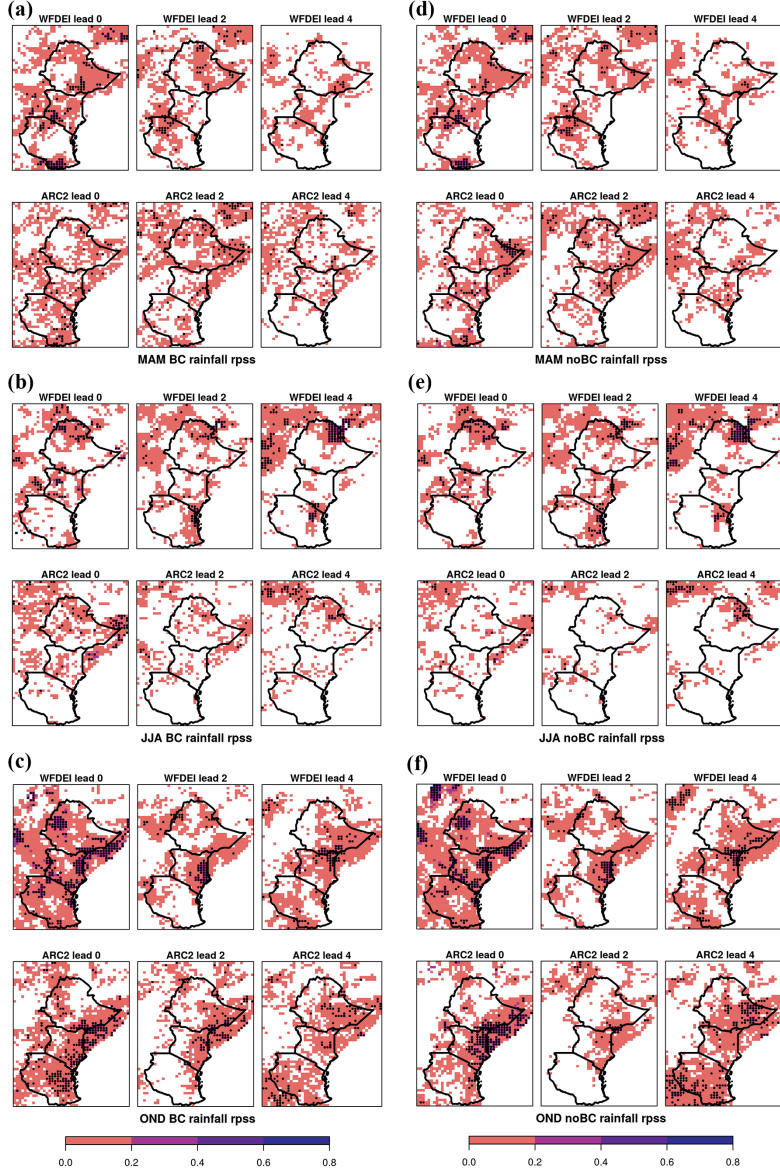 (a)
WFDEI lead 0 WFDEI lead 2 WFDEI lead 4
ARC2 lead 0 ARC2 lead 2 ARC2 lead 4
MAM BC rainfall rpss
(d)
WFDEI lead 0 WFDEI lead 2 WFDEI lead 4
ARC2 lead 0 ARC2 lead 2 ARC2 lead 4
MAM noBC rainfall rpss
(b)
WFDEI lead 0 WFDEI lead 2 WFDEI lead 4
ARC2 lead 0 ARC2 lead 2 ARC2 lead 4
JJA BC rainfall rpss
(e)
WFDEI lead 0 WFDEI lead 2 WFDEI lead 4
ARC2 lead 0 ARC2 lead 2 ARC2 lead 4
JJA noBC rainfall rpss
(c)
WFDEI lead 0 WFDEI lead 2 WFDEI lead 4
ARC2 lead 0 ARC2 lead 2 ARC2 lead 4
OND BC rainfall rpss
0.0 0.2 0.4 0.6 0.8
(f)
WFDEI lead 0 WFDEI lead 2 WFDEI lead 4
ARC2 lead 0 ARC2 lead 2 ARC2 lead 4
OND noBC rainfall rpss
0.0 0.2 0.4 0.6 0.8